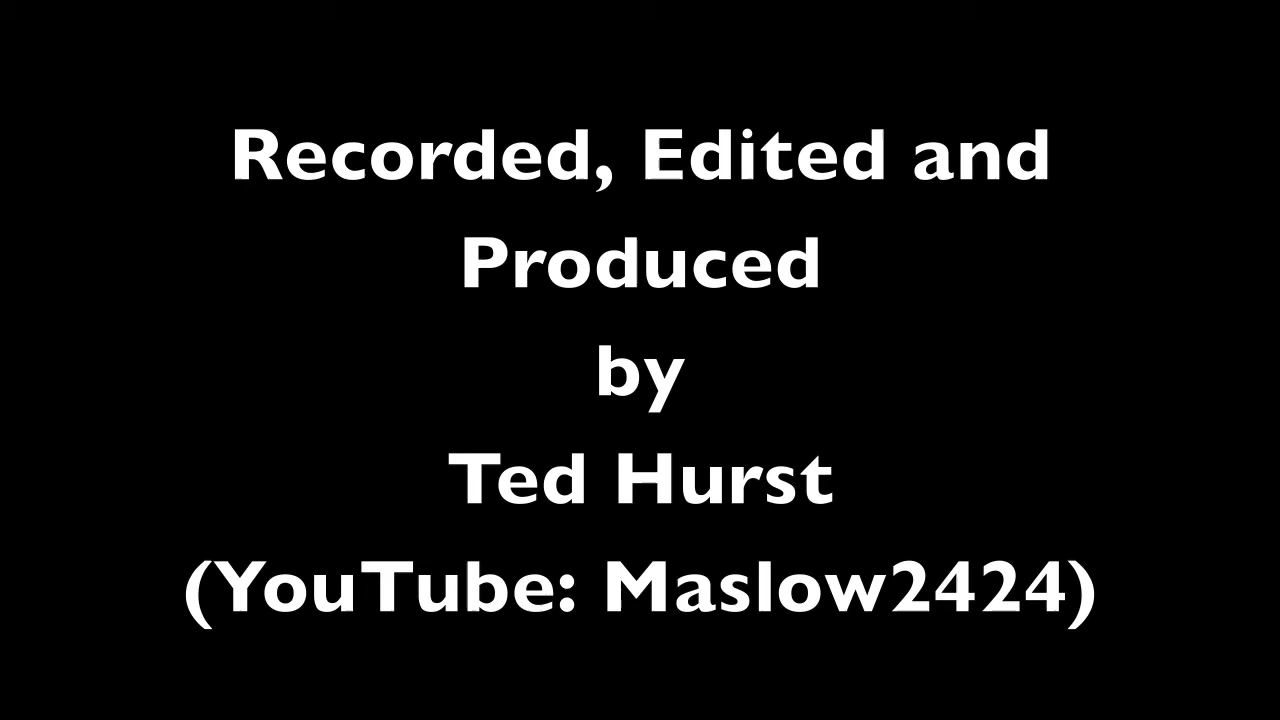 Recorded, Edited and
Produced
by
Ted Hurst
(YouTube: Maslow2424)